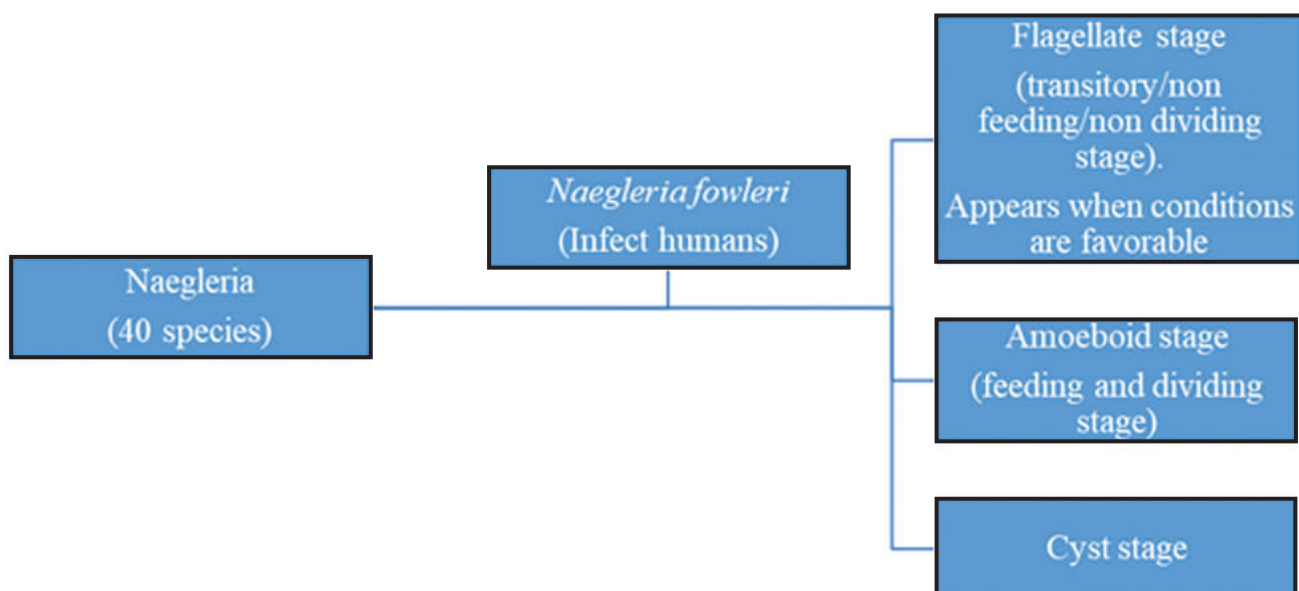 Naegleria
(40 species)
Naegleria fowleri
(Infect humans)
Flagellate stage
(transitory/non
feeding/non dividing
stage).
Appears when conditions
are favorable
Amoeboid stage
(feeding and dividing
stage)
Cyst stage